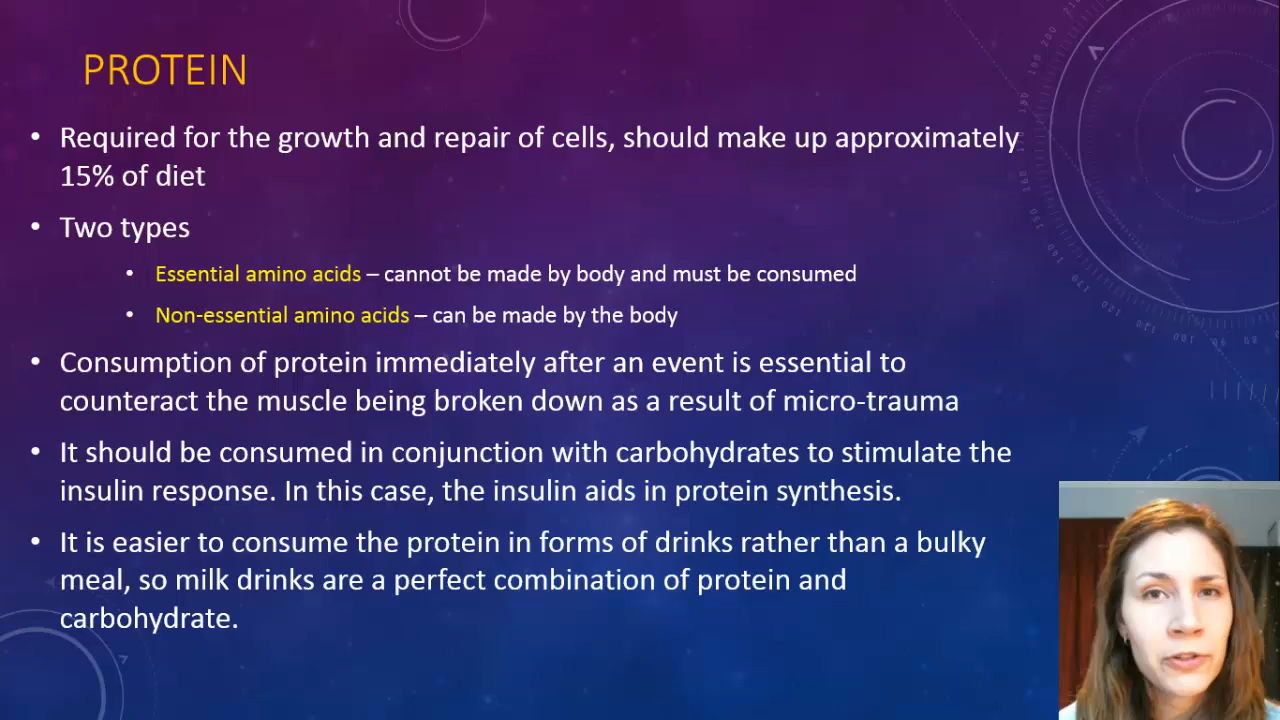 PROTEIN
• Required for the growth and repair of cells, should make up approximately
15% of diet
• Two types
• Essential amino acids – cannot be made by body and must be consumed
• Non-essential amino acids – can be made by the body
• Consumption of protein immediately after an event is essential to
counteract the muscle being broken down as a result of micro-trauma
• It should be consumed in conjunction with carbohydrates to stimulate the
insulin response. In this case, the insulin aids in protein synthesis.
• It is easier to consume the protein in forms of drinks rather than a bulky
meal, so milk drinks are a perfect combination of protein and
carbohydrate.